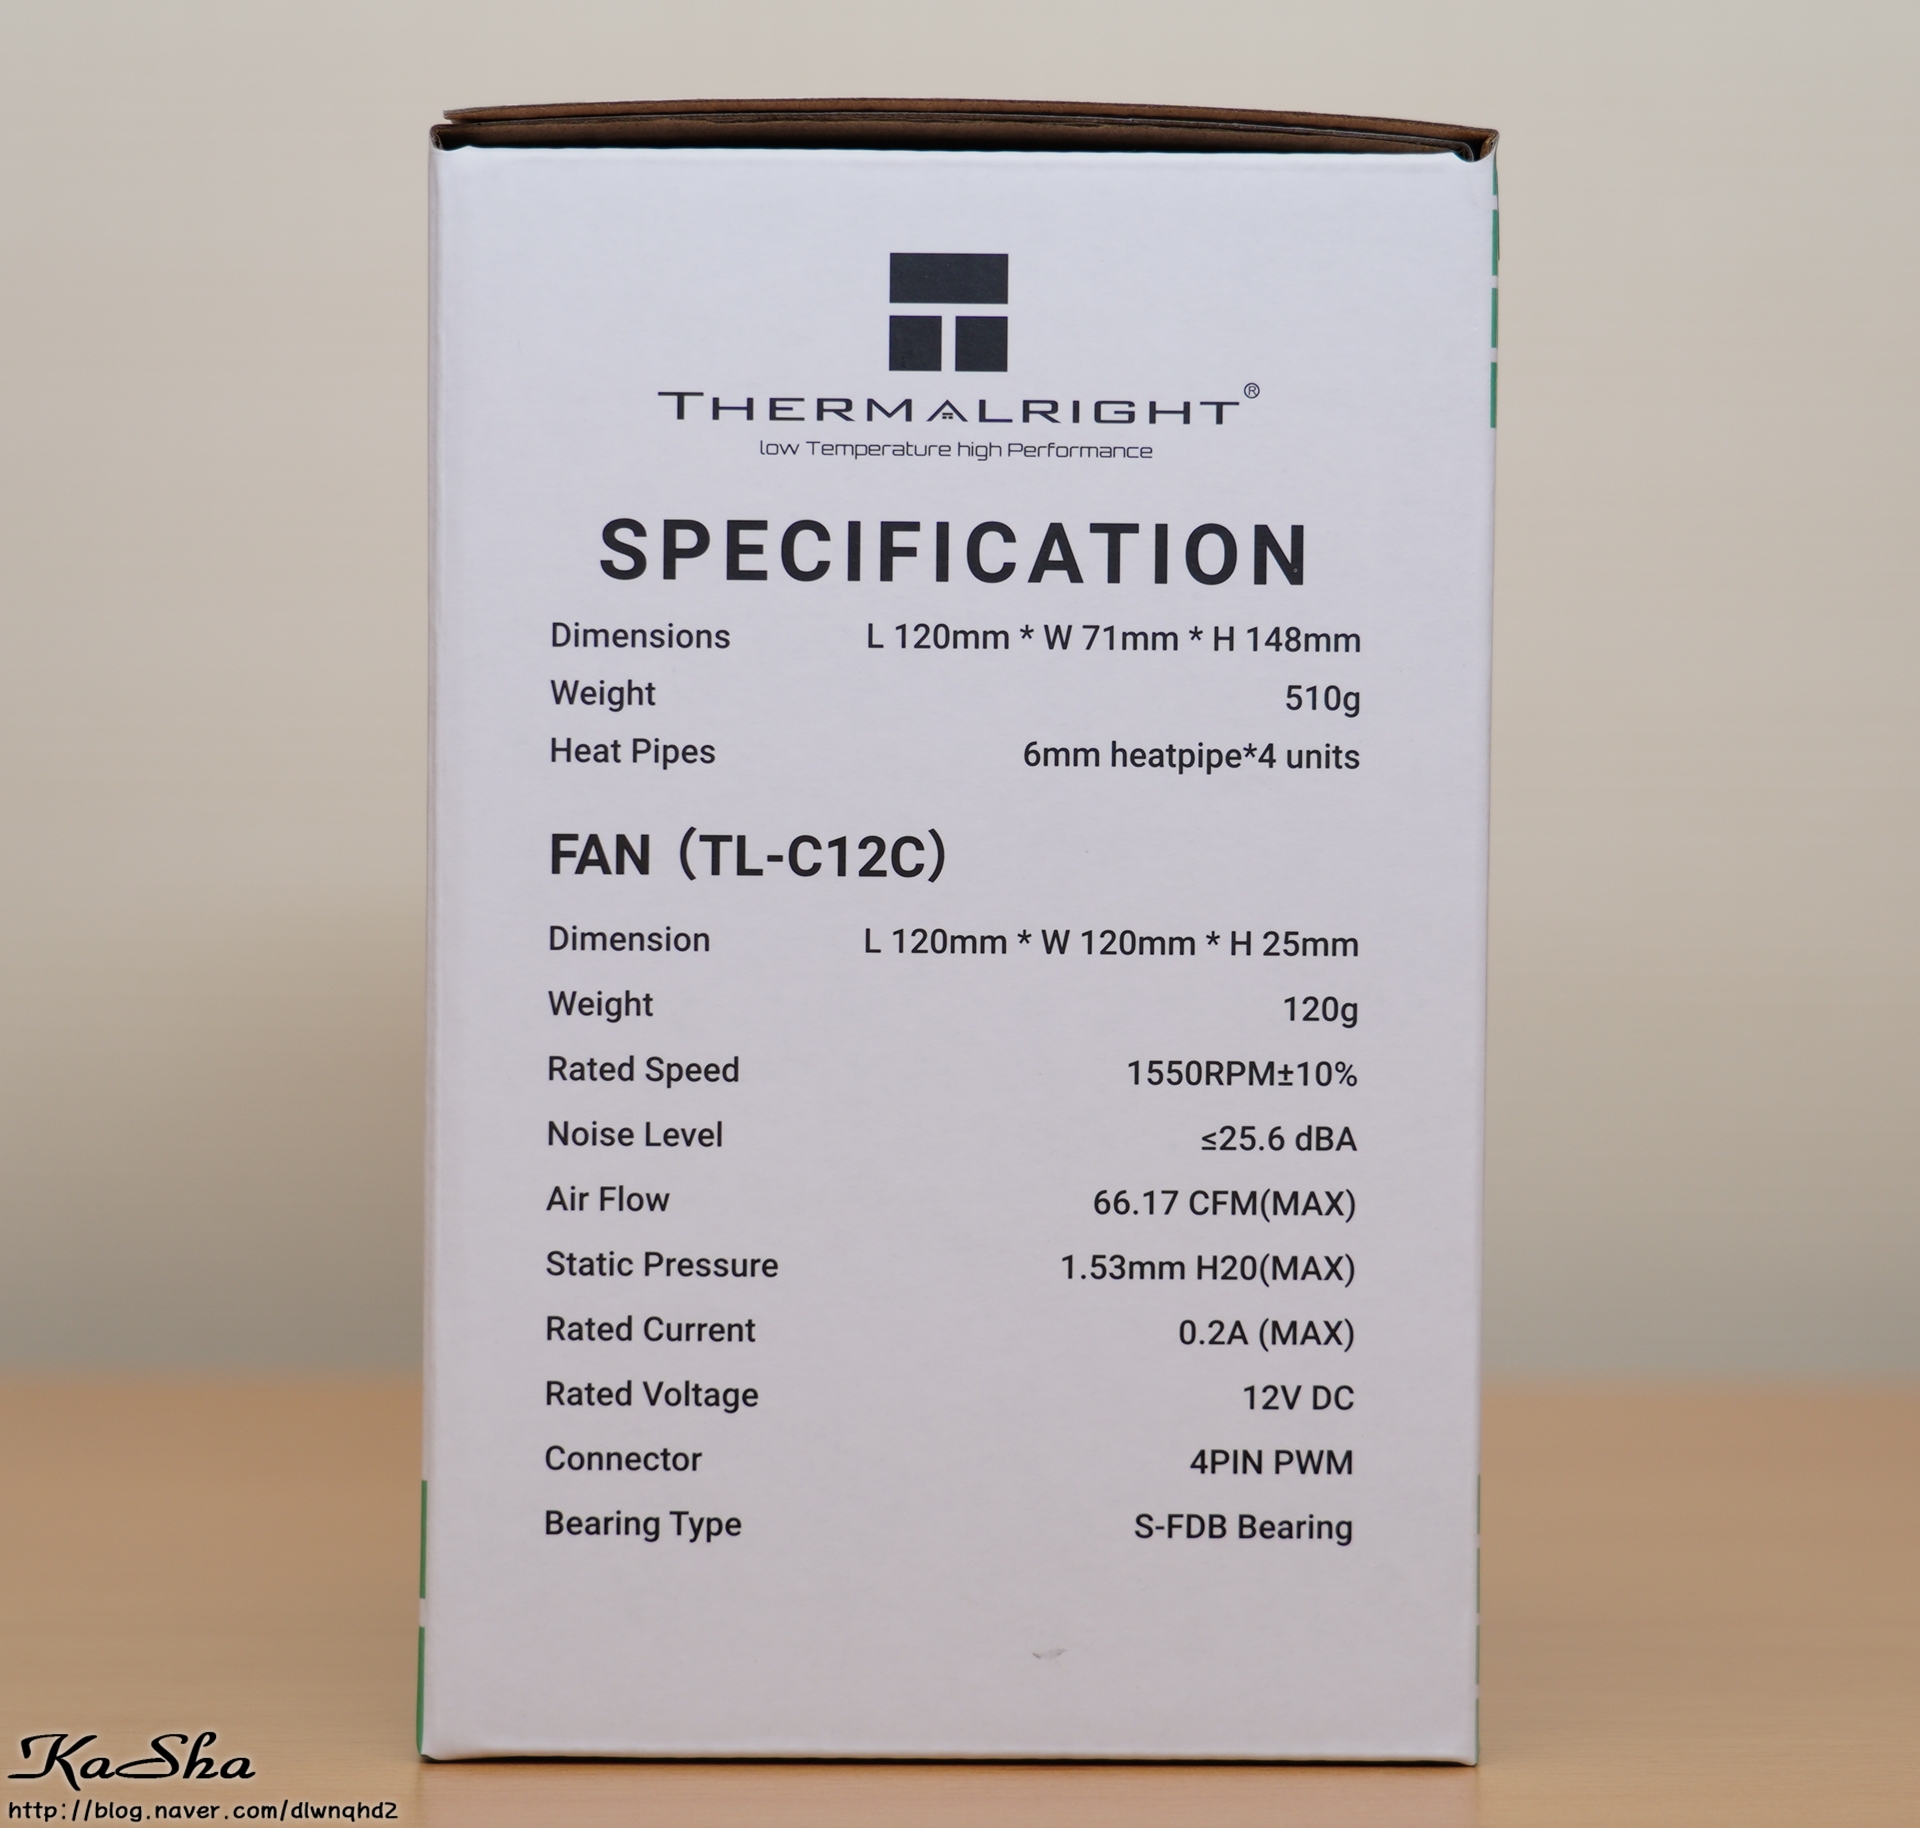 THERMALRIGHT®
low Temperature high Performance
SPECIFICATION
Dimensions L 120mm * W 71mm * H 148mm
Weight 510g
Heat Pipes 6mm heatpipe*4 units
FAN（TL-C12C）
Dimension L 120mm * W 120mm * H 25mm
Weight 120g
Rated Speed 1550RPM±10%
Noise Level ≤25.6 dBA
Air Flow 66.17 CFM(MAX)
Static Pressure 1.53mm H20(MAX)
Rated Current 0.2A (MAX)
Rated Voltage 12V DC
Connector 4PIN PWM
Bearing Type S-FDB Bearing
KaSha
http://blog.naver.com/dlwnqhd2